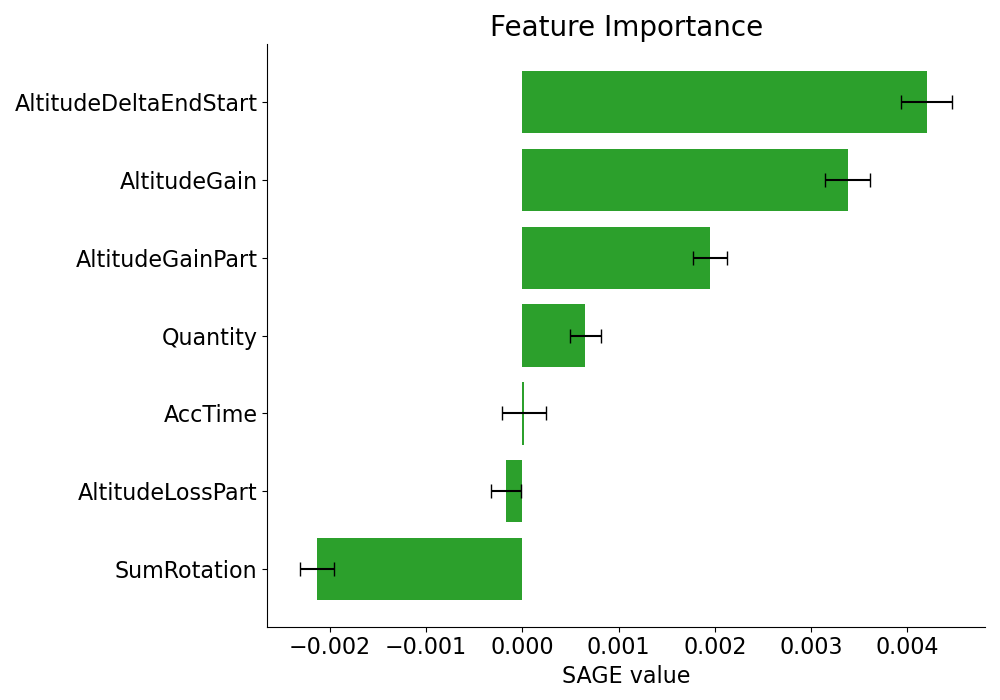 Feature Importance
AltitudeDeltaEndStart
AltitudeGain
AltitudeGainPart
Quantity
AccTime
AltitudeLossPart
SumRotation
−0.002 −0.001 0.000 0.001 0.002 0.003 0.004
SAGE value